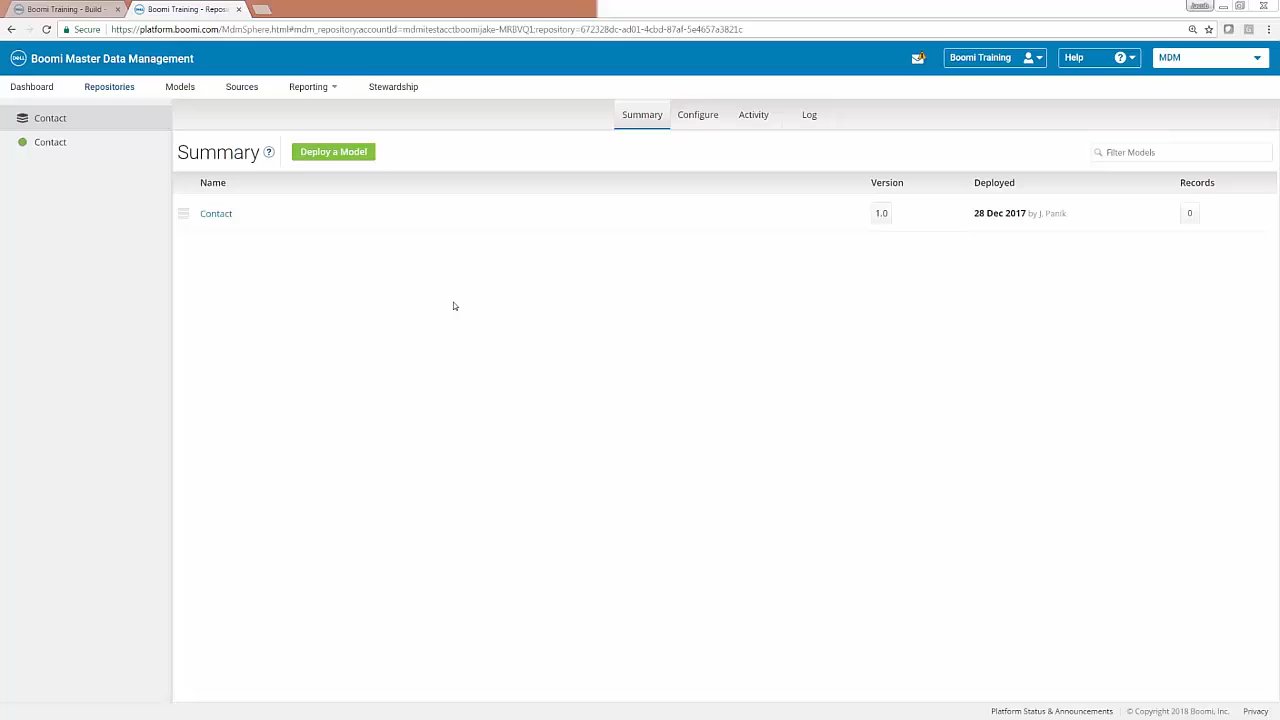 Boomi Training - Build -
Boomi Training - Repos
Secure
https://platform.boomi.com/MdmSphere.html#mdm_repository;accountId=mdmitestacctboomijake-MRBVQ1;repository=672328dc-ad01-4cbd-87af-5e4657a3821c
DELL
Boomi Master Data Management
Boomi Training
Help
MDM
Dashboard
Repositories
Models
Sources
Reporting
Stewardship
Contact
Contact
Summary
Configure
Activity
Log
Summary
Deploy a Model
Filter Models
Name
Version
Deployed
Records
Contact
1.0
28 Dec 2017 by J. Panik
0
Platform Status & Announcements
© Copyright 2018 Boomi, Inc.
Privacy